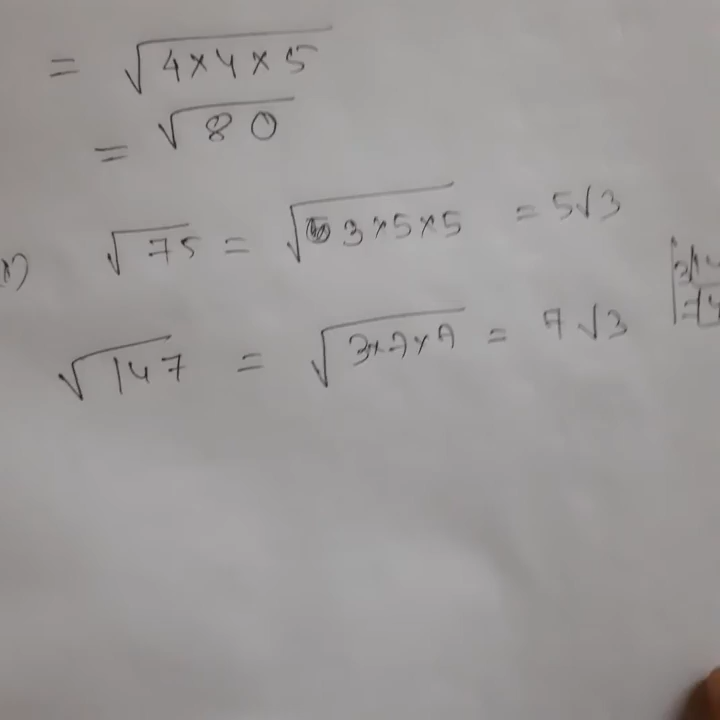 = √4×4×5
= √80
√75 = √3×5×5 = 5√3
√147 = √3×7×7 = 7√3